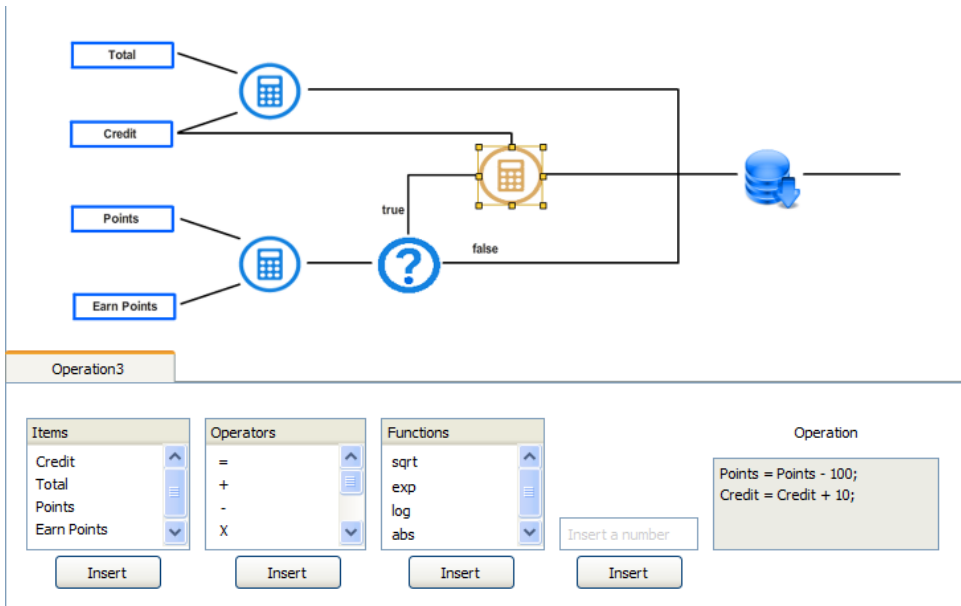 Total
Credit
Points
Earn Points
true
false
?
Operation3
Items
Credit
Total
Points
Earn Points
Insert
Operators
=
+
-
X
Insert
Functions
sqrt
exp
log
abs
Insert
Insert a number
Insert
Operation
Points = Points - 100;
Credit = Credit + 10;